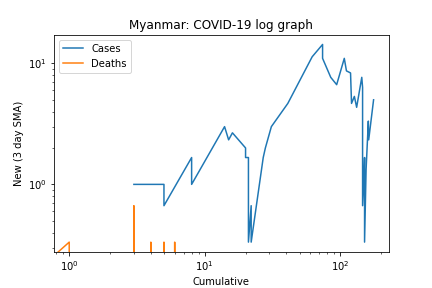 Myanmar: COVID-19 log graph
Cases
Deaths
10¹
10⁰
New (3 day SMA)
10⁰ 10¹ 10²
Cumulative